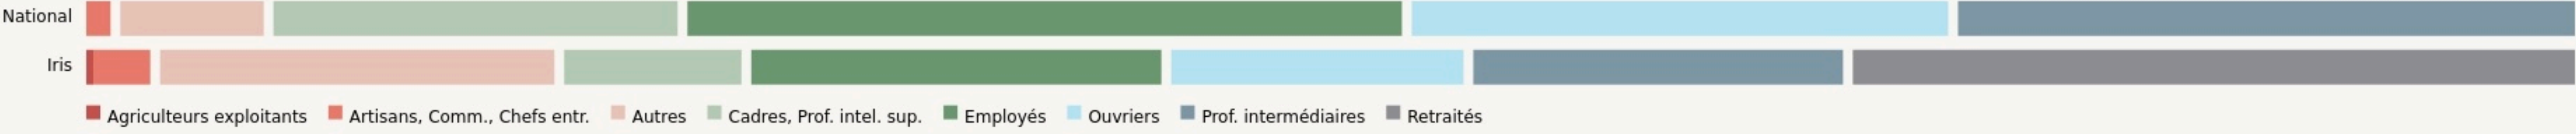 National
Iris
Agriculteurs exploitants Artisans, Comm., Chefs entr. Autres Cadres, Prof. intel. sup. Employés Ouvriers Prof. intermédiaires Retraités